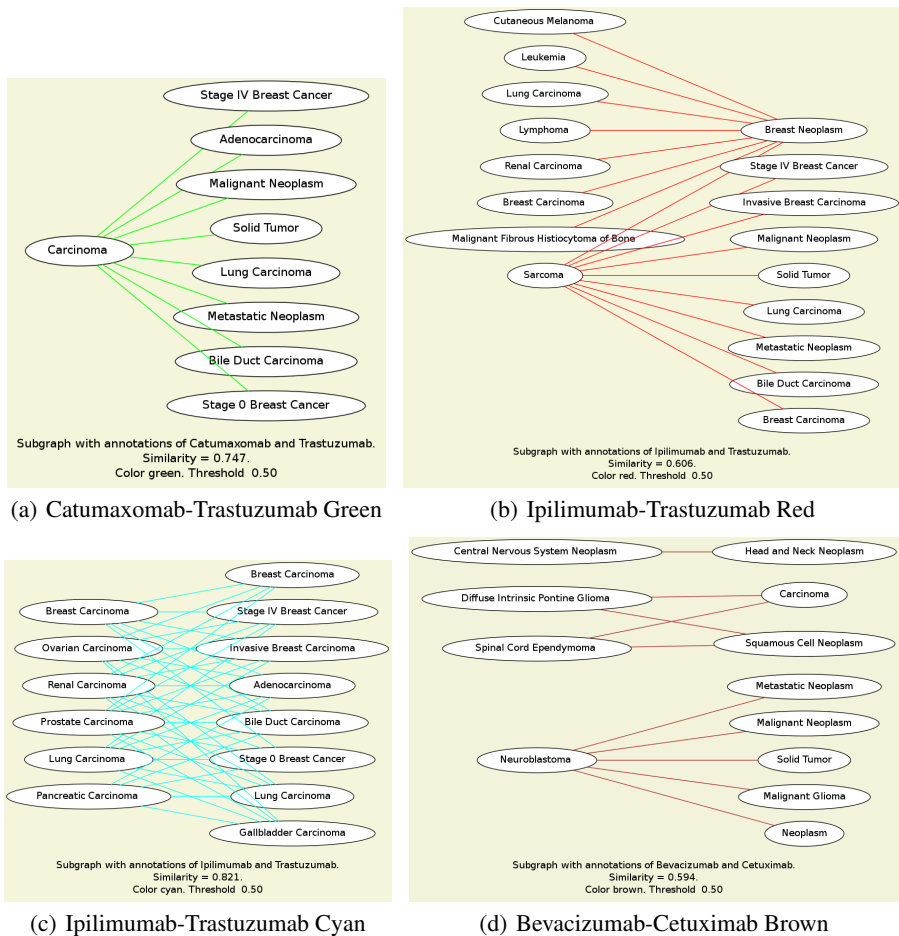 Stage IV Breast Cancer
Adenocarcinoma
Malignant Neoplasm
Solid Tumor
Carcinoma
Lung Carcinoma
Metastatic Neoplasm
Bile Duct Carcinoma
Stage 0 Breast Cancer
Subgraph with annotations of Catumaxomab and Trastuzumab.
Similarity = 0.747.
Color green. Threshold 0.50
(a) Catumaxomab-Trastuzumab Green
Cutaneous Melanoma
Leukemia
Lung Carcinoma
Lymphoma
Renal Carcinoma
Breast Carcinoma
Malignant Fibrous Histiocytoma of Bone
Sarcoma
Breast Neoplasm
Stage IV Breast Cancer
Invasive Breast Carcinoma
Malignant Neoplasm
Solid Tumor
Lung Carcinoma
Metastatic Neoplasm
Bile Duct Carcinoma
Breast Carcinoma
Subgraph with annotations of Ipilimumab and Trastuzumab.
Similarity = 0.606.
Color red. Threshold 0.50
(b) Ipilimumab-Trastuzumab Red
Breast Carcinoma
Ovarian Carcinoma
Renal Carcinoma
Prostate Carcinoma
Lung Carcinoma
Pancreatic Carcinoma
Breast Carcinoma
Stage IV Breast Cancer
Invasive Breast Carcinoma
Adenocarcinoma
Bile Duct Carcinoma
Stage 0 Breast Cancer
Lung Carcinoma
Gallbladder Carcinoma
Subgraph with annotations of Ipilimumab and Trastuzumab.
Similarity = 0.821.
Color cyan. Threshold 0.50
(c) Ipilimumab-Trastuzumab Cyan
Central Nervous System Neoplasm
Diffuse Intrinsic Pontine Glioma
Spinal Cord Ependymoma
Neuroblastoma
Head and Neck Neoplasm
Carcinoma
Squamous Cell Neoplasm
Metastatic Neoplasm
Malignant Neoplasm
Solid Tumor
Malignant Glioma
Neoplasm
Subgraph with annotations of Bevacizumab and Cetuximab.
Similarity = 0.594.
Color brown. Threshold 0.50
(d) Bevacizumab-Cetuximab Brown